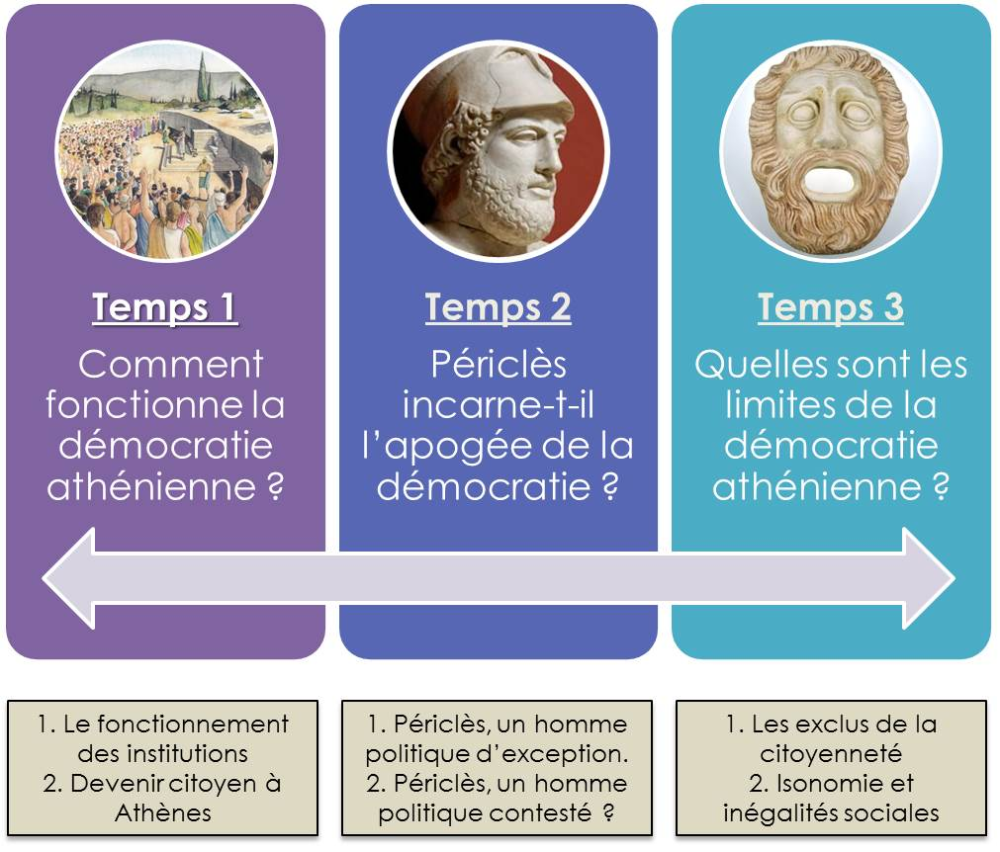 Temps 1
Comment
fonctionne la
démocratie
athénienne ?
Temps 2
Périclès
incarne-t-il
l’apogée de la
démocratie ?
Temps 3
Quelles sont les
limites de la
démocratie
athénienne ?
1. Le fonctionnement
des institutions
2. Devenir citoyen à
Athènes
1. Périclès, un homme
politique d’exception.
2. Périclès, un homme
politique contesté ?
1. Les exclus de la
citoyenneté
2. Isonomie et
inégalités sociales